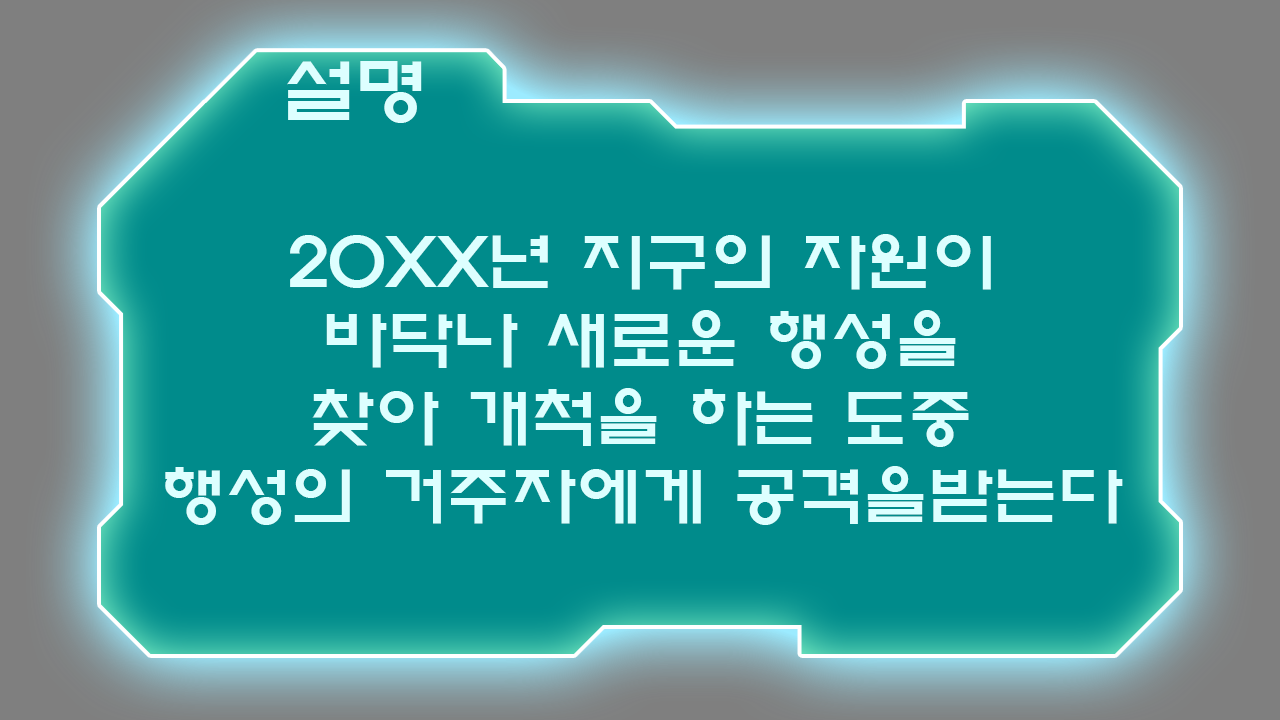 설명
20XX년 지구의 자원이
바닥나 새로운 행성을
찾아 개척을 하는 도중
행성의 거주자에게 공격을받는다